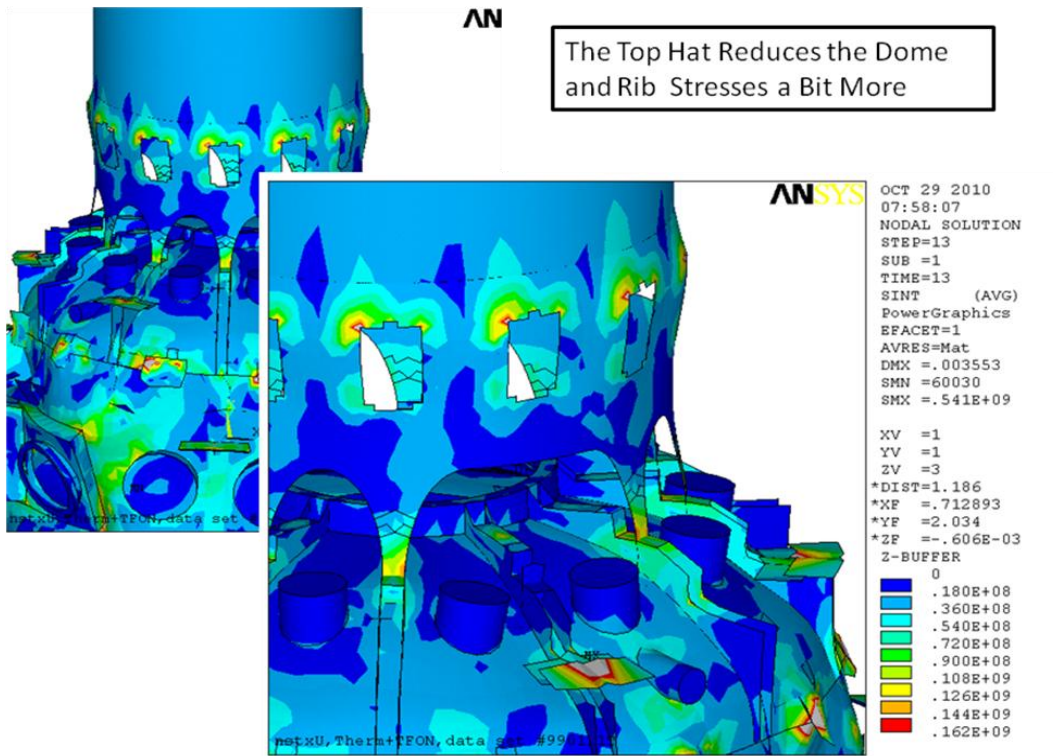 AN
The Top Hat Reduces the Dome
and Rib Stresses a Bit More
nstxU,Therm+TFON,data set
ANSYS
MX
nstxU,Therm+TFON,data set
OCT 29 2010
07:58:07
NODAL SOLUTION
STEP=13
SUB =1
TIME=13
SINT (AVG)
PowerGraphics
EFACET=1
AVRES=Mat
DMX =.003553
SMN =60030
SMX =.541E+09
XV =1
YV =1
ZV =3
*DIST=1.186
*XF =.712893
*YF =2.034
*ZF =-.606E-03
Z-BUFFER
0
.180E+08
.360E+08
.540E+08
.720E+08
.900E+08
.108E+09
.126E+09
.144E+09
.162E+09